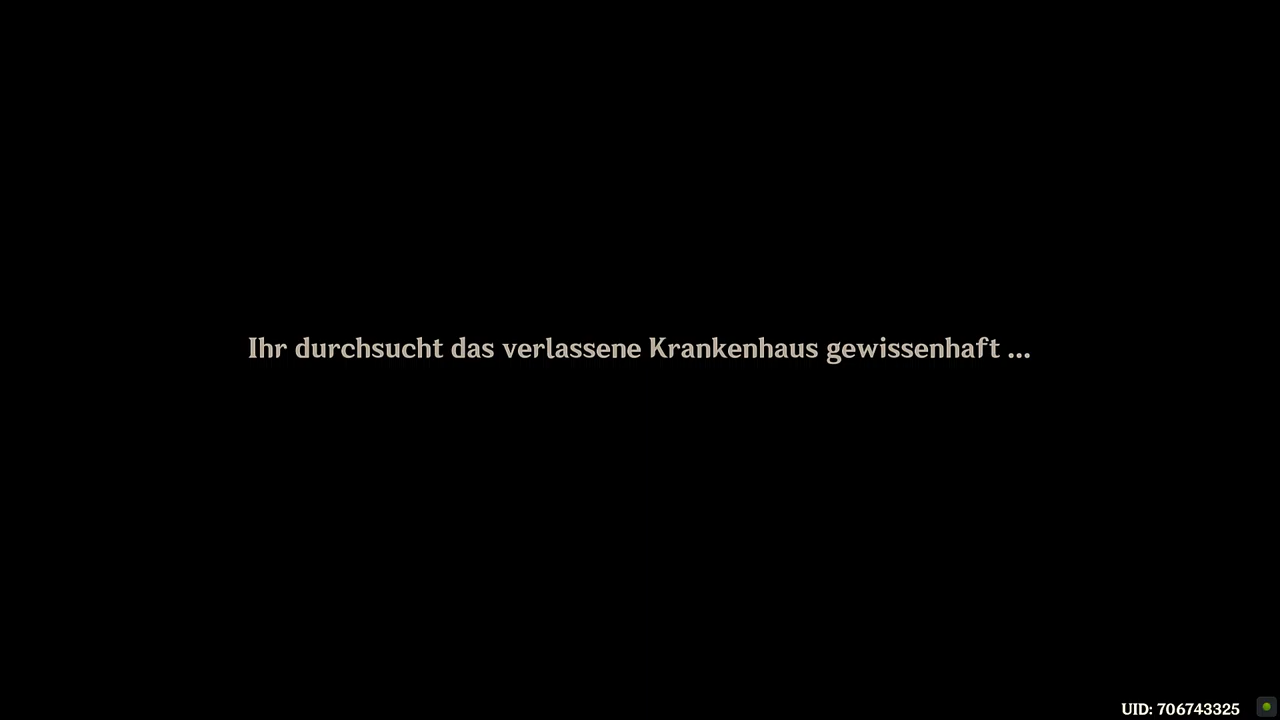 Ihr durchsucht das verlassene Krankenhaus gewissenhaft ...
UID: 706743325